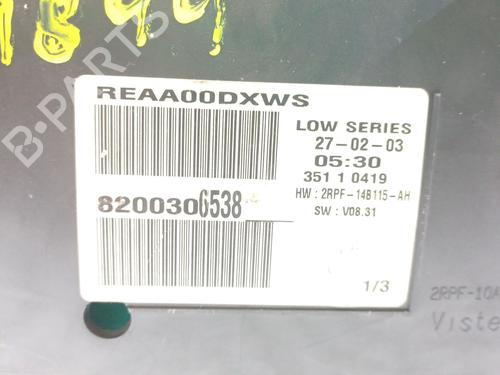 B-PARTS
REAA00DXWS
LOW SERIES
27-02-03
05:30
351 1 0419
HW : 2RPF-14B115-AH
SW : V08.31
8200306538
1/3
2RPF-10A
Viste